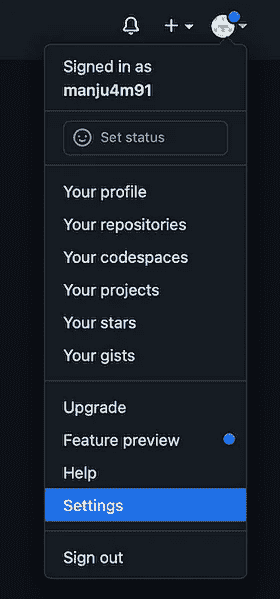 Signed in as
manju4m91
Set status
Your profile
Your repositories
Your codespaces
Your projects
Your stars
Your gists
Upgrade
Feature preview
Help
Settings
Sign out